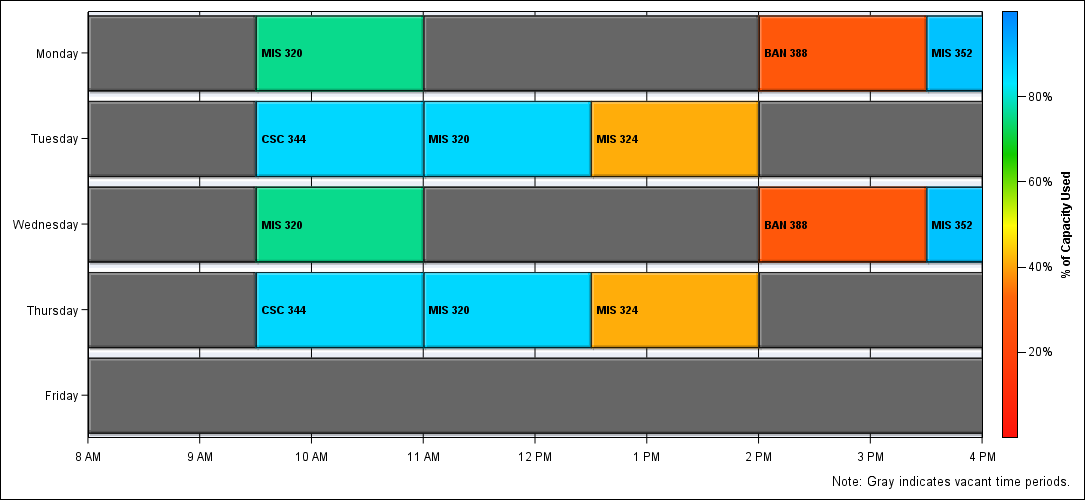 Monday
MIS 320
BAN 388
MIS 352
Tuesday
CSC 344
MIS 320
MIS 324
Wednesday
MIS 320
BAN 388
MIS 352
Thursday
CSC 344
MIS 320
MIS 324
Friday
8 AM
9 AM
10 AM
11 AM
12 PM
1 PM
2 PM
3 PM
4 PM
80%
60%
40%
20%
% of Capacity Used
Note: Gray indicates vacant time periods.